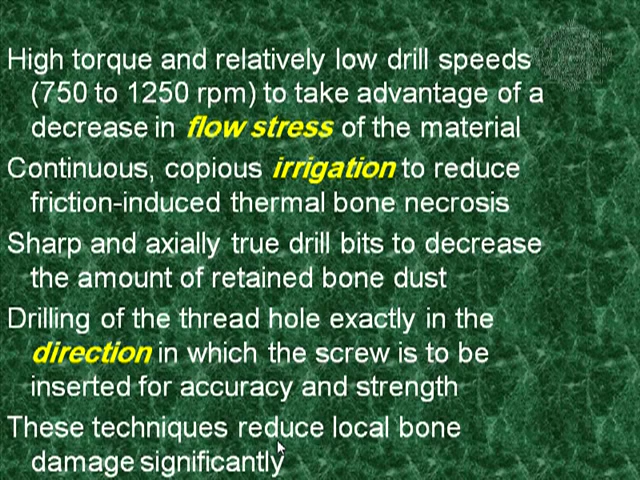 High torque and relatively low drill speeds
(750 to 1250 rpm) to take advantage of a
decrease in flow stress of the material
Continuous, copious irrigation to reduce
friction-induced thermal bone necrosis
Sharp and axially true drill bits to decrease
the amount of retained bone dust
Drilling of the thread hole exactly in the
direction in which the screw is to be
inserted for accuracy and strength
These techniques reduce local bone
damage significantly